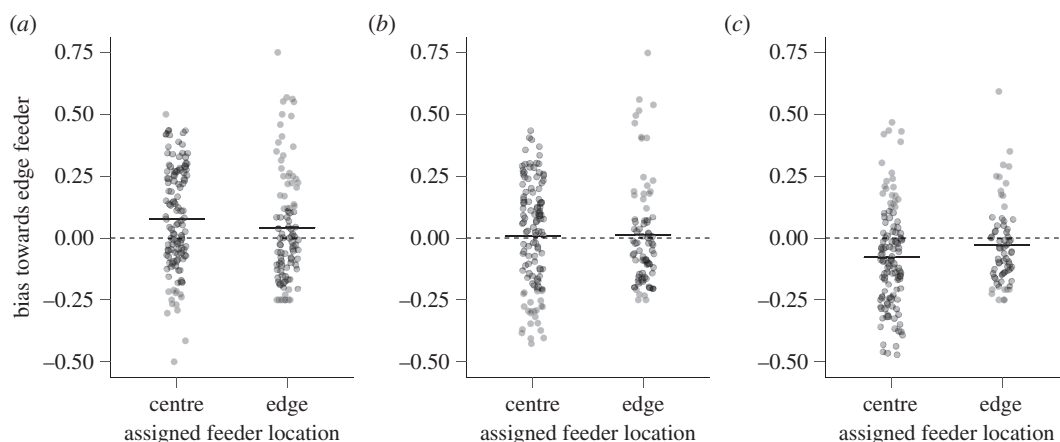 (a)
(b)
(c)
bias towards edge feeder
0.75
0.50
0.25
0.00
–0.25
–0.50
centre
edge
assigned feeder location
0.75
0.50
0.25
0.00
–0.25
–0.50
centre
edge
assigned feeder location
0.75
0.50
0.25
0.00
–0.25
–0.50
centre
edge
assigned feeder location